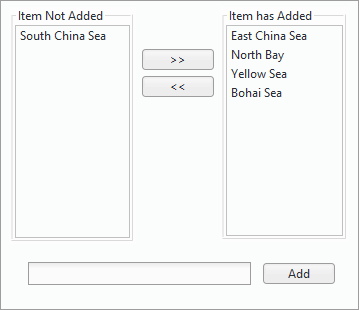 Item Not Added
South China Sea
>>
<<
Item has Added
East China Sea
North Bay
Yellow Sea
Bohai Sea
Add